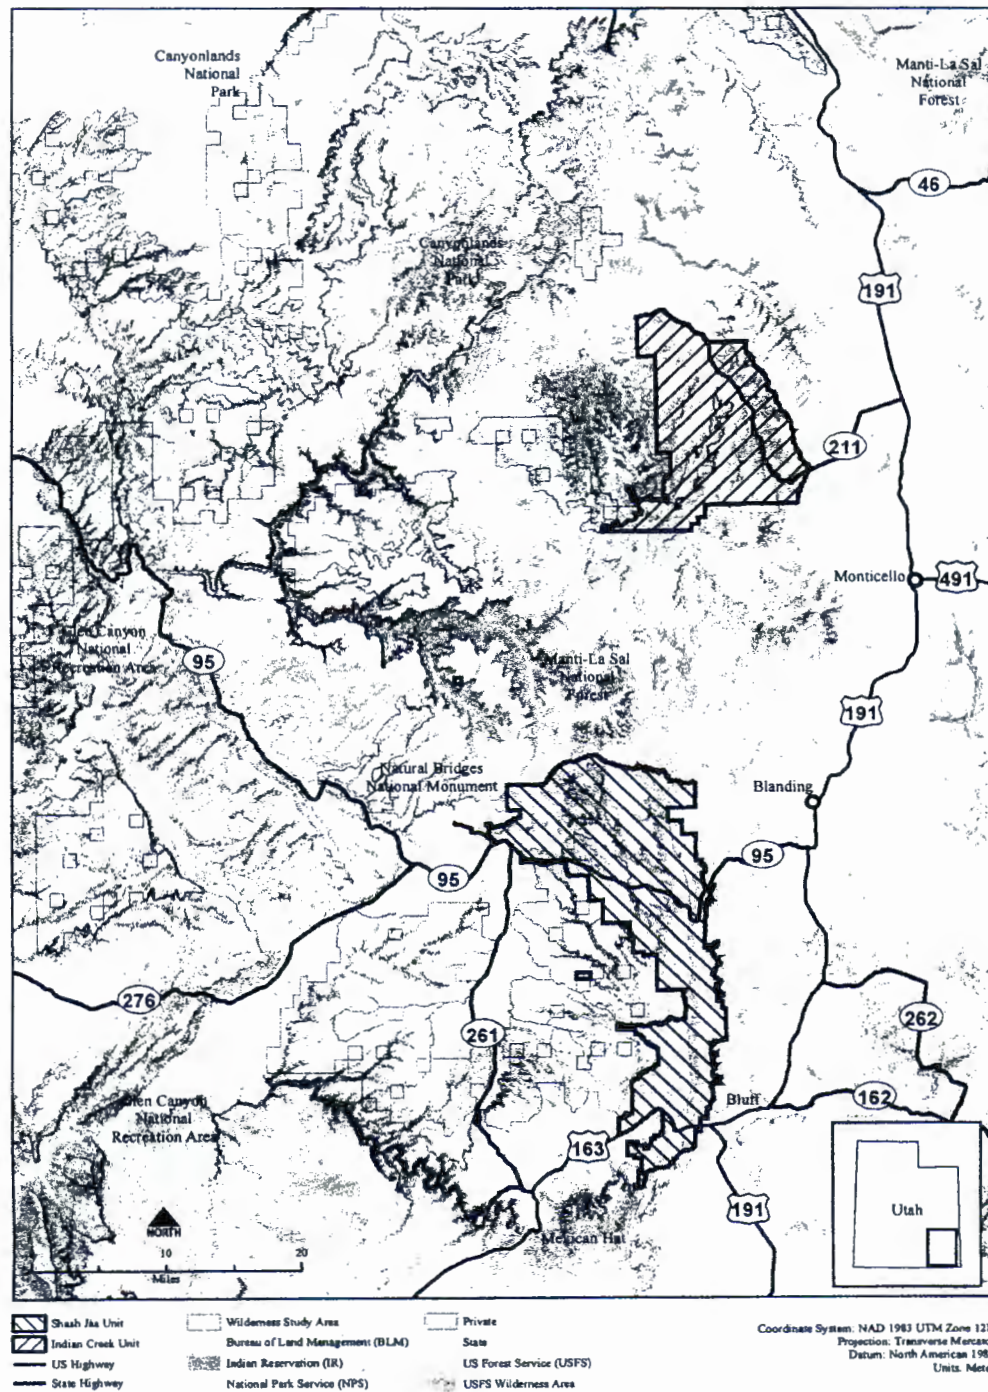 Canyonlands
National
Park
Manti-La Sal
National
Forest
46
Canyonlands
National
Park
191
211
Monticello
491
Glen Canyon
National
Recreation Area
95
Manti-La Sal
National
Forest
191
Natural Bridges
National Monument
Blanding
95
95
276
261
262
Glen Canyon
National
Recreation Area
Bluff
162
163
191
Utah
NORTH
Mexican Hat
10
20
Miles
Shash Jáa Unit
Indian Creek Unit
US Highway
State Highway
Wilderness Study Area
Bureau of Land Management (BLM)
Indian Reservation (IR)
National Park Service (NPS)
Private
State
US Forest Service (USFS)
USFS Wilderness Area
Coordinate System: NAD 1983 UTM Zone
Projection: Transverse
Datum: North American
Units: